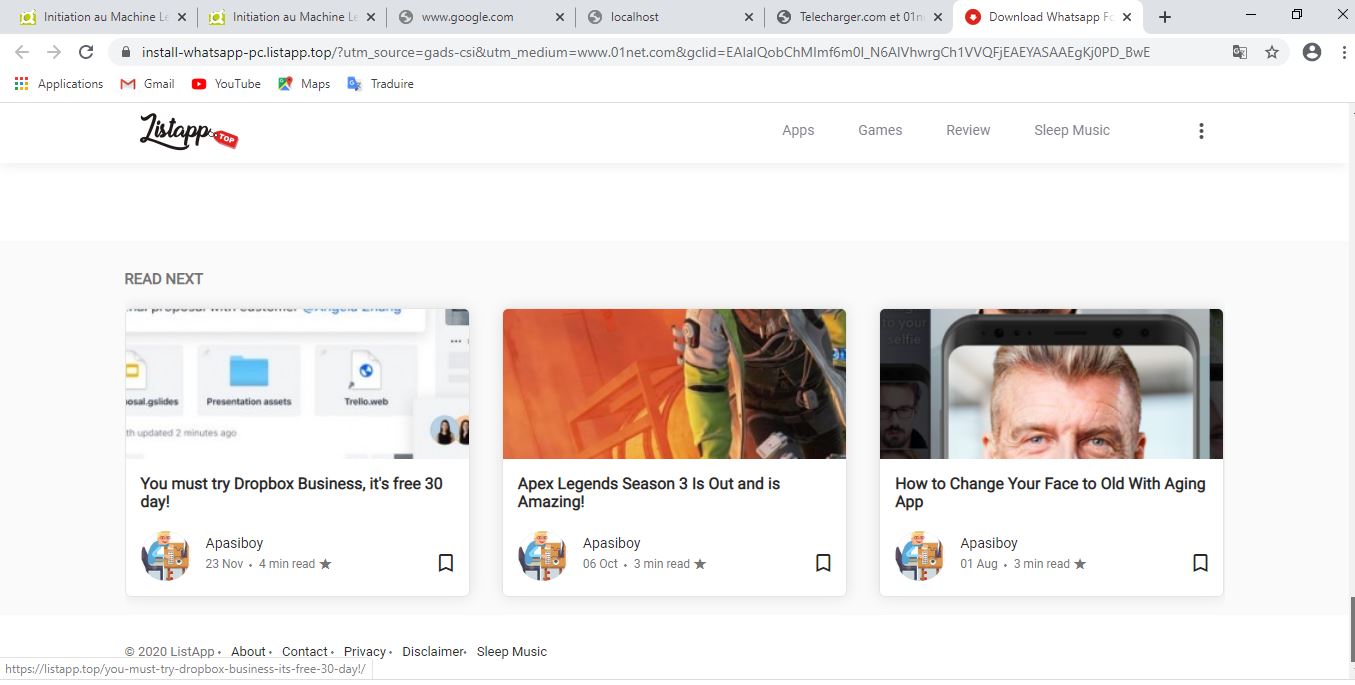 Initiation au Machine Le
Initiation au Machine Le
www.google.com
localhost
Telecharger.com et 01n
Download Whatsapp Fo
install-whatsapp-pc.listapp.top/?utm_source=gads-csi&utm_medium=www.01net.com&gclid=EAIaIQobChMImf6m0I_N6AIVhwrgCh1VVQFjEAEYASAAEgKj0PD_BwE
Applications
Gmail
YouTube
Maps
Traduire
Listapp TOP
Apps
Games
Review
Sleep Music
READ NEXT
nal proposal with customer @Angela Zhang
osal.gslides
Presentation assets
Trello.web
th updated 2 minutes ago
to your
selfie
You must try Dropbox Business, it's free 30
day!
Apasiboy
23 Nov • 4 min read ★
Apex Legends Season 3 Is Out and is
Amazing!
Apasiboy
06 Oct • 3 min read ★
How to Change Your Face to Old With Aging
App
Apasiboy
01 Aug • 3 min read ★
© 2020 ListApp • About • Contact • Privacy • Disclaimer • Sleep Music
https://listapp.top/you-must-try-dropbox-business-its-free-30-day!/